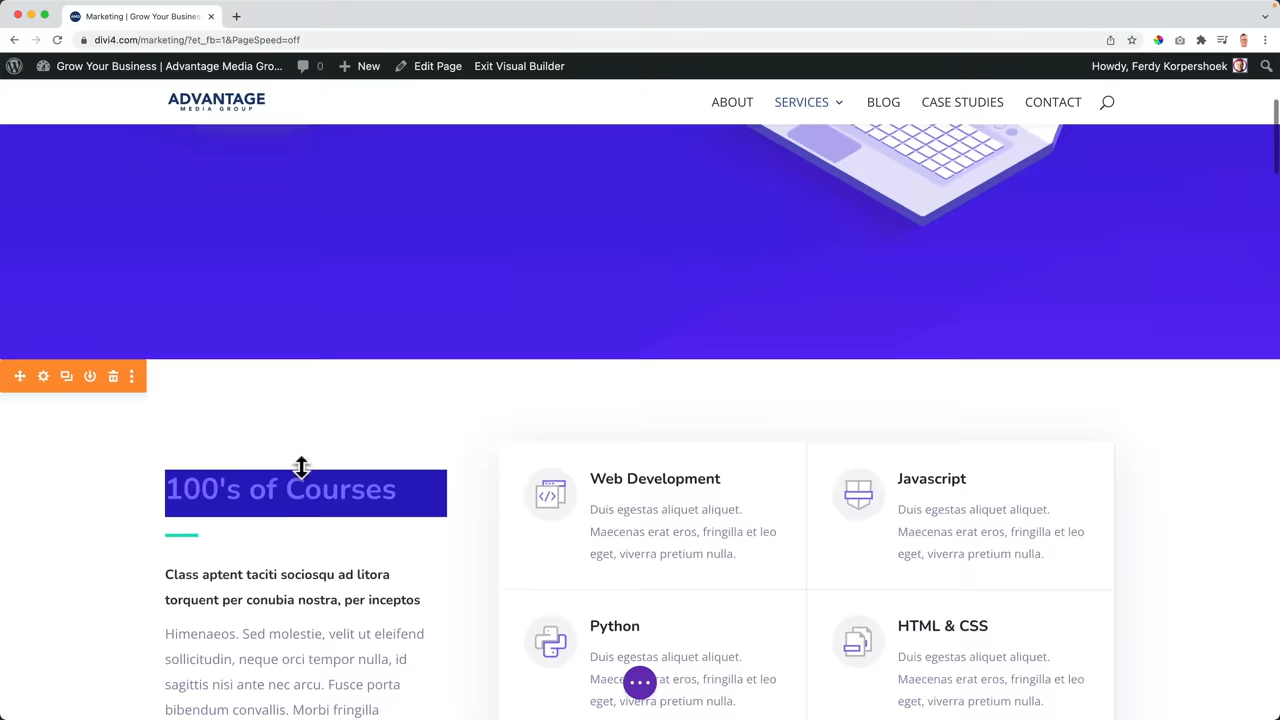 Marketing | Grow Your Busines
divi4.com/marketing/?et_fb=1&PageSpeed=off
Grow Your Business | Advantage Media Gro... 0 New Edit Page Exit Visual Builder Howdy, Ferdy Korpershoek
ADVANTAGE
MEDIA GROUP
ABOUT SERVICES BLOG CASE STUDIES CONTACT
100's of Courses
Class aptent taciti sociosqu ad litora
torquent per conubia nostra, per inceptos
Himenaeos. Sed molestie, velit ut eleifend
sollicitudin, neque orci tempor nulla, id
sagittis nisi ante nec arcu. Fusce porta
bibendum convallis. Morbi fringilla
Web Development
Duis egestas aliquet aliquet.
Maecenas erat eros, fringilla et leo
eget, viverra pretium nulla.
Javascript
Duis egestas aliquet aliquet.
Maecenas erat eros, fringilla et leo
eget, viverra pretium nulla.
Python
Duis egestas aliquet aliquet.
Maecenas erat eros, fringilla et leo
eget, viverra pretium nulla.
HTML & CSS
Duis egestas aliquet aliquet.
Maecenas erat eros, fringilla et leo
eget, viverra pretium nulla.